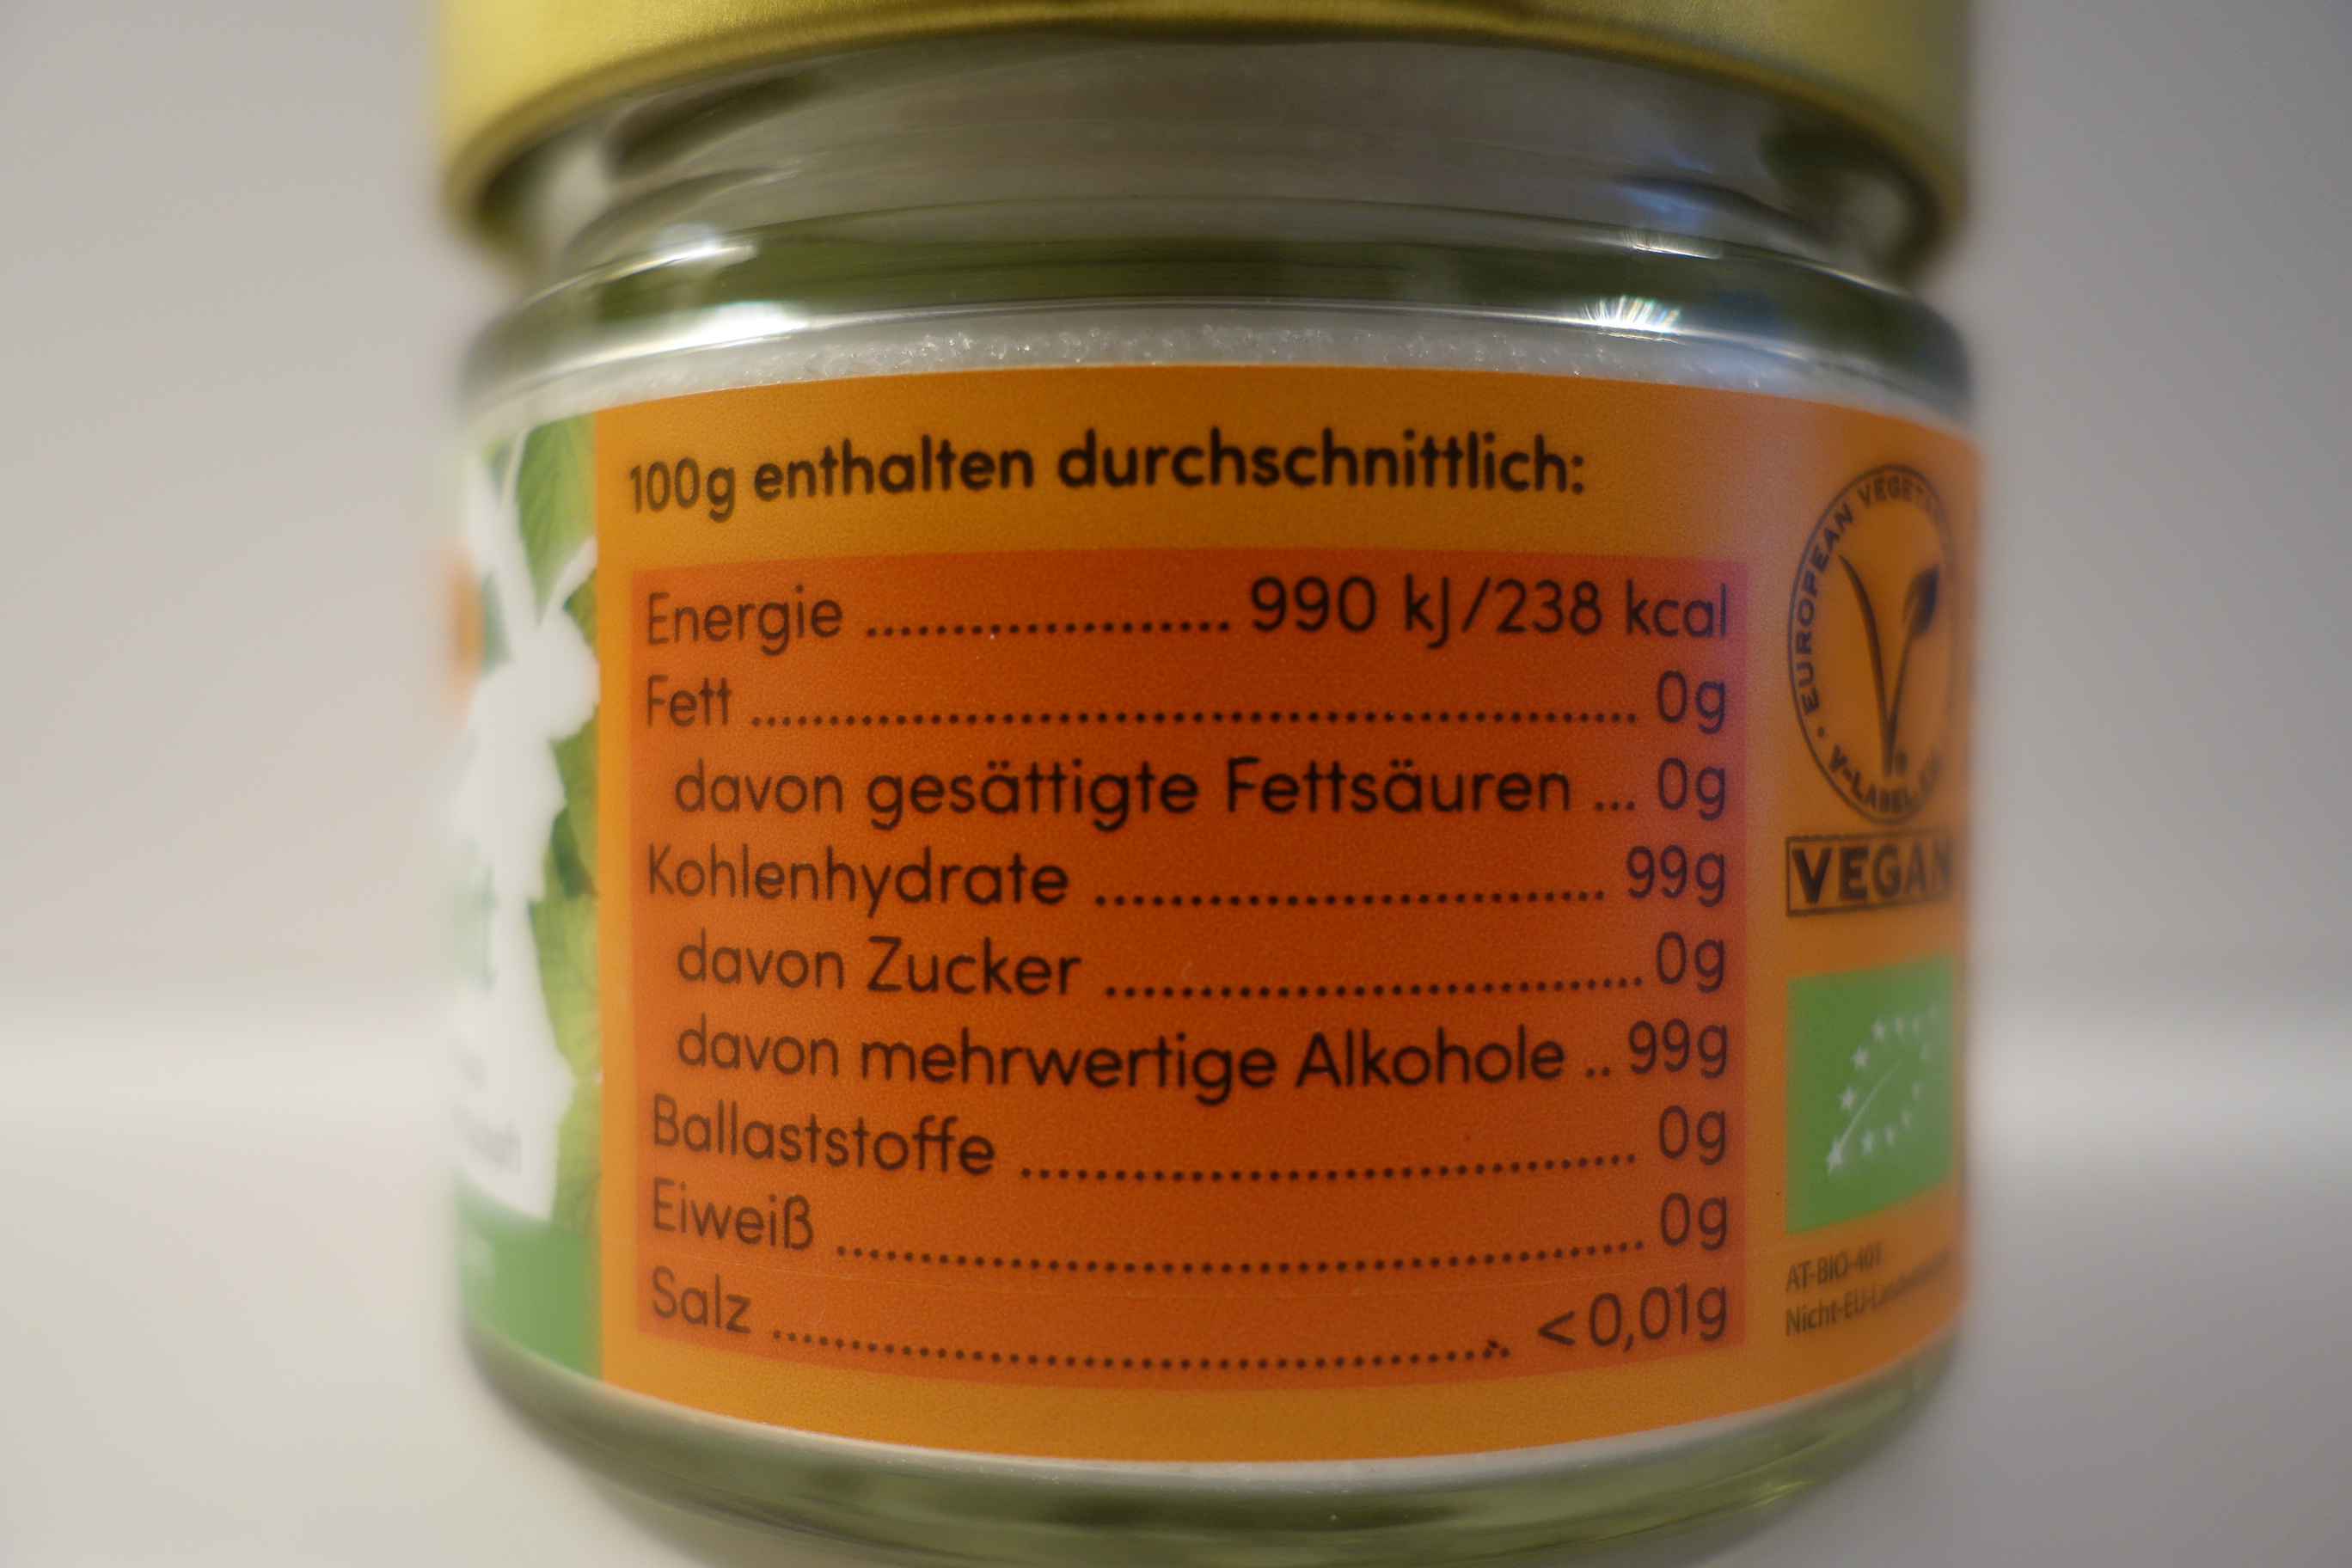 100g enthalten durchschnittlich:
Energie .................... 990 kJ/238 kcal
Fett .................................................. 0g
davon gesättigte Fettsäuren ... 0g
Kohlenhydrate ............................. 99g
davon Zucker .............................. 0g
davon mehrwertige Alkohole .. 99g
Ballaststoffe ................................... 0g
Eiweiß .............................................. 0g
Salz .......................................... <0,01g
EUROPEAN
VEGAN
AT-BIO-401